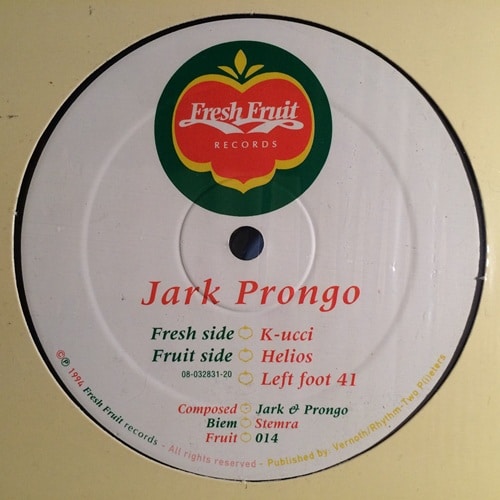 Fresh Fruit
RECORDS
Jark Prongo
Fresh side K-ucci
Fruit side Helios
08-032831-20 Left foot 41
Composed Jark & Prongo
Biem Stemra
Fruit 014
© ℗ 1994 Fresh Fruit records - All rights reserved - Published by: Vernoth/Rhythm-Two Pilleters